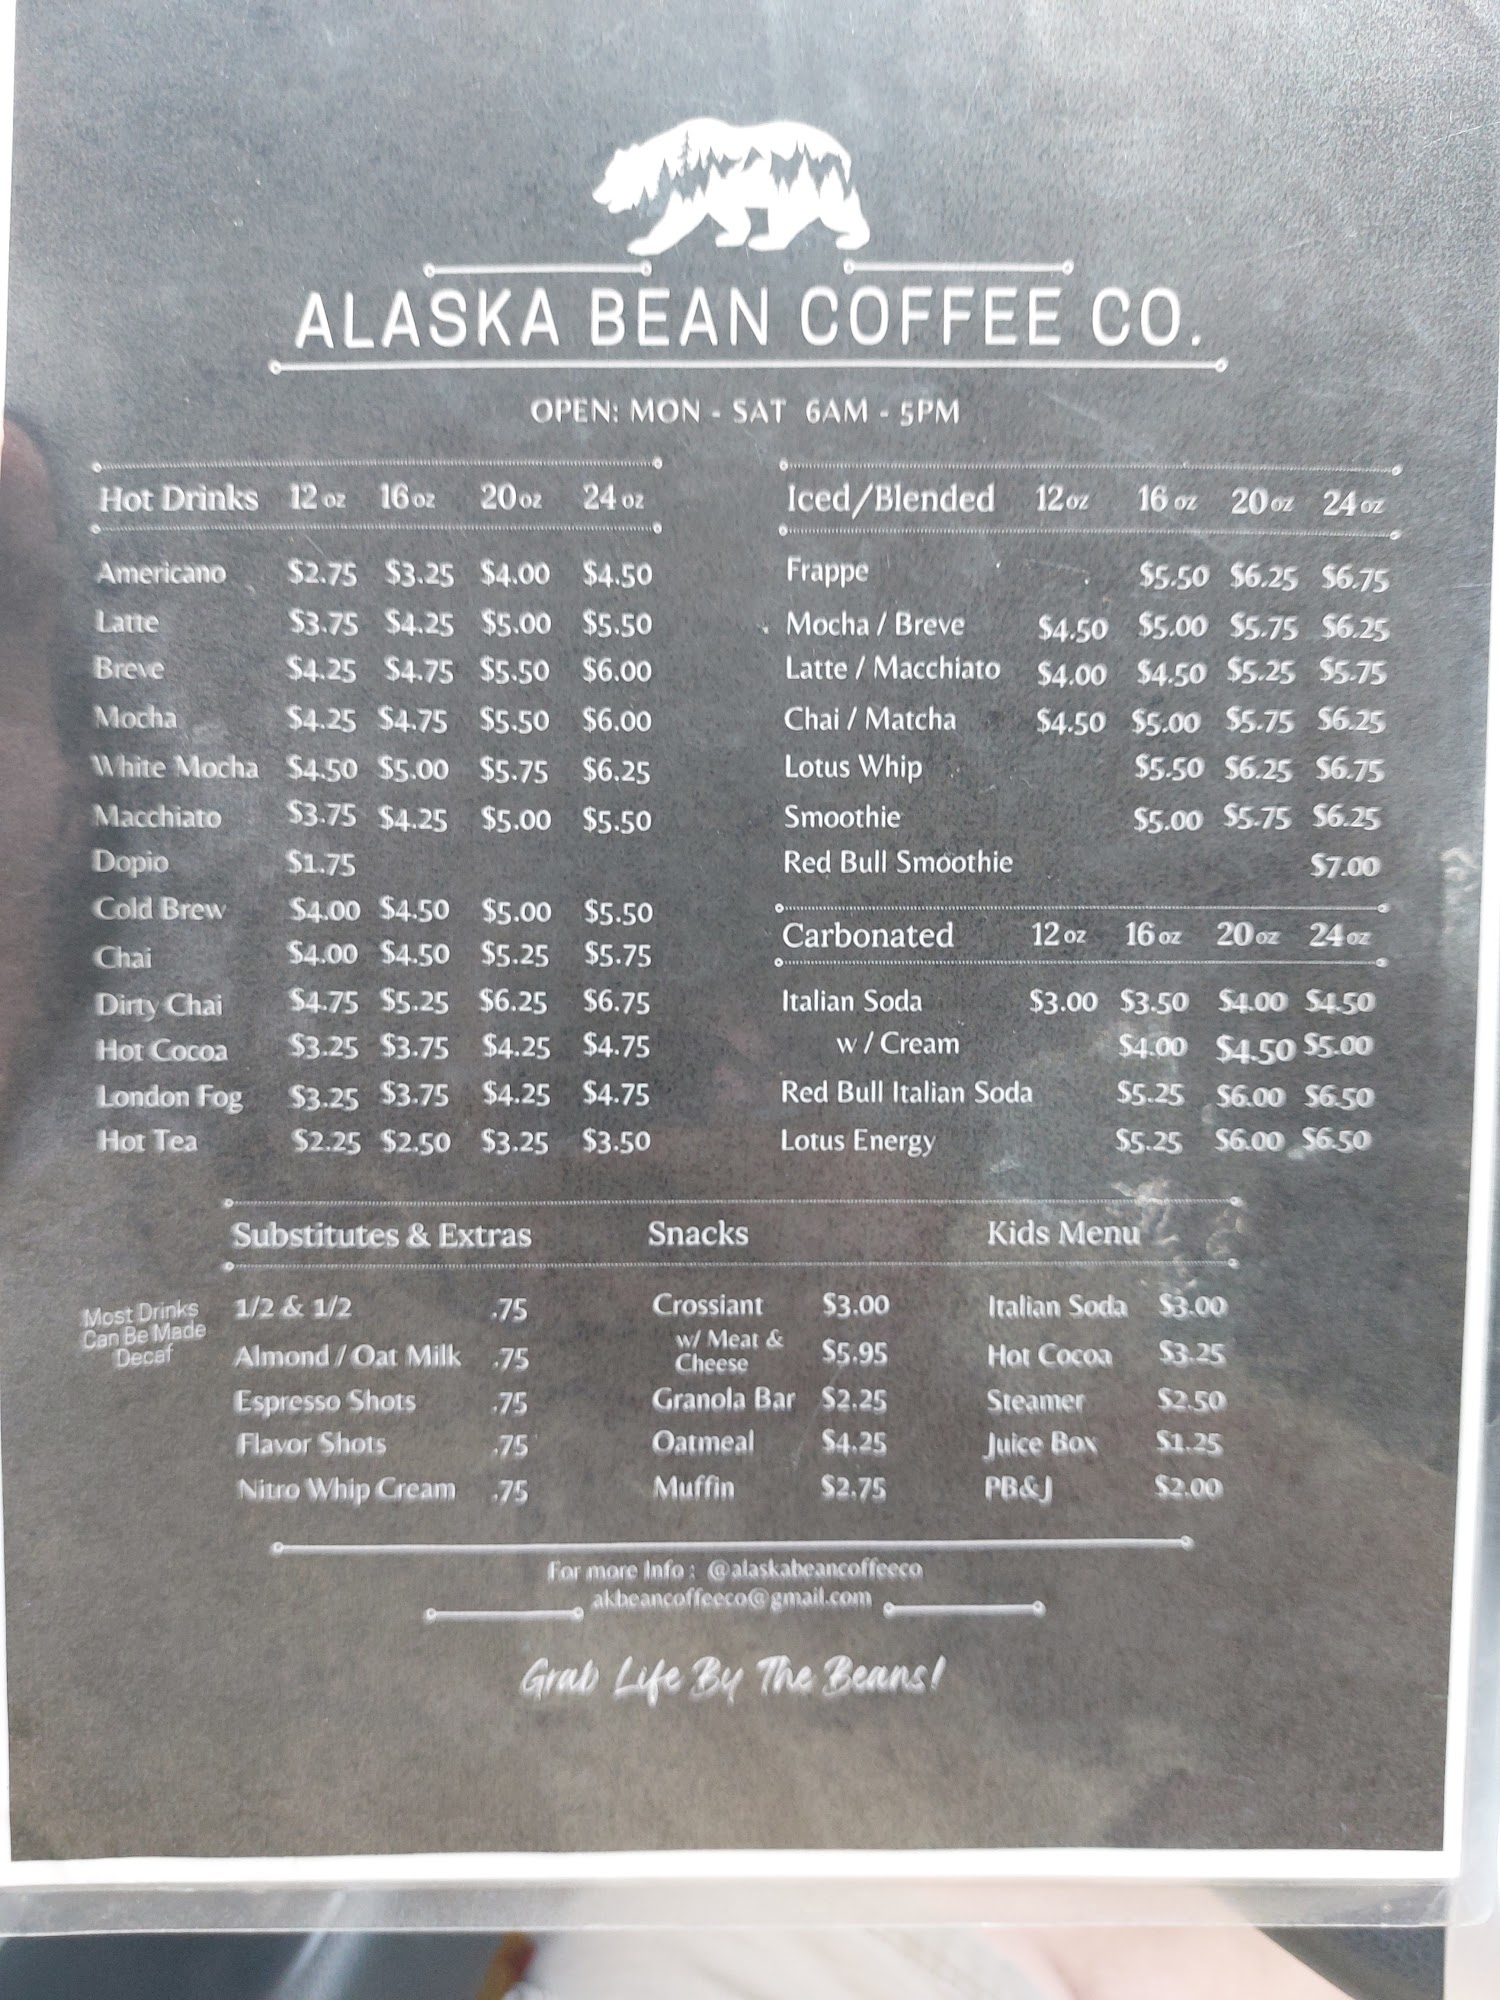 ALASKA BEAN COFFEE CO.
OPEN: MON - SAT 6AM - 5PM
Hot Drinks 12 oz 16 oz 20 oz 24 oz
Americano $2.75 $3.25 $4.00 $4.50
Latte $3.75 $4.25 $5.00 $5.50
Breve $4.25 $4.75 $5.50 $6.00
Mocha $4.25 $4.75 $5.50 $6.00
White Mocha $4.50 $5.00 $5.75 $6.25
Macchiato $3.75 $4.25 $5.00 $5.50
Dopio $1.75
Cold Brew $4.00 $4.50 $5.00 $5.50
Chai $4.00 $4.50 $5.25 $5.75
Dirty Chai $4.75 $5.25 $6.25 $6.75
Hot Cocoa $3.25 $3.75 $4.25 $4.75
London Fog $3.25 $3.75 $4.25 $4.75
Hot Tea $2.25 $2.50 $3.25 $3.50
Iced/Blended 12 oz 16 oz 20 oz 24 oz
Frappe $5.50 $6.25 $6.75
Mocha / Breve $4.50 $5.00 $5.75 $6.25
Latte / Macchiato $4.00 $4.50 $5.25 $5.75
Chai / Matcha $4.50 $5.00 $5.75 $6.25
Lotus Whip $5.50 $6.25 $6.75
Smoothie $5.00 $5.75 $6.25
Red Bull Smoothie $7.00
Carbonated 12 oz 16 oz 20 oz 24 oz
Italian Soda $3.00 $3.50 $4.00 $4.50
w / Cream $4.00 $4.50 $5.00
Red Bull Italian Soda $5.25 $6.00 $6.50
Lotus Energy $5.25 $6.00 $6.50
Most Drinks
Can Be Made
Decaf
Substitutes & Extras
1/2 & 1/2 .75
Almond / Oat Milk .75
Espresso Shots .75
Flavor Shots .75
Nitro Whip Cream .75
Snacks
Crossiant $3.00
w/ Meat &
Cheese $5.95
Granola Bar $2.25
Oatmeal $4.25
Muffin $2.75
Kids Menu
Italian Soda $3.00
Hot Cocoa $3.25
Steamer $2.50
Juice Box $1.25
PB&J $2.00
For more Info : @alaskabeancoffeeco
akbeancoffeeco@gmail.com
Grab Life By The Beans!